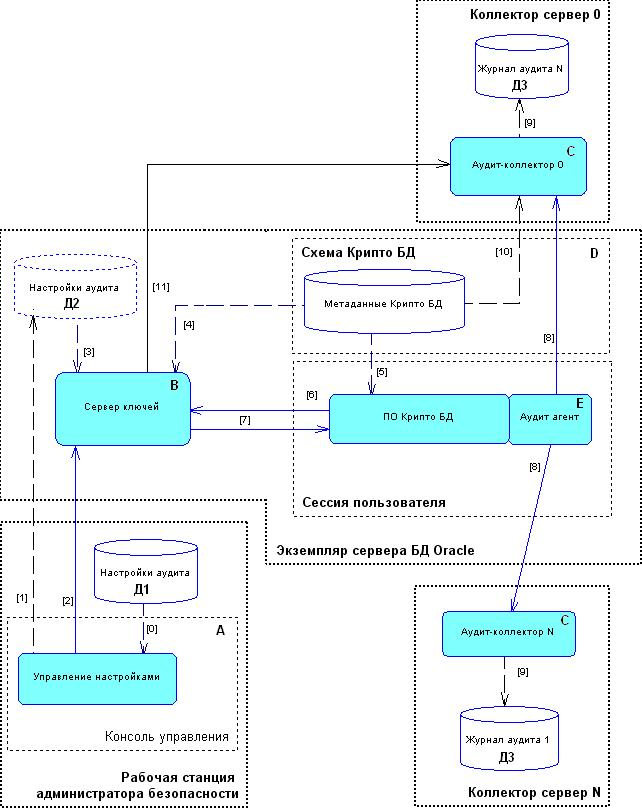 Коллектор сервер 0
Журнал аудита N
Д3
[9]
C
Аудит-коллектор 0
Схема Крипто БД
[10]
D
Настройки аудита
Д2
[11]
Метаданные Крипто БД
[4]
[8]
[3]
[5]
B
Сервер ключей
[6]
[7]
ПО Крипто БД
E
Аудит агент
[8]
Сессия пользователя
Экземпляр сервера БД Oracle
Настройки аудита
Д1
[1]
[2]
[0]
A
Управление настройками
Консоль управления
Рабочая станция
администратора безопасности
C
Аудит-коллектор N
[9]
Журнал аудита 1
Д3
Коллектор сервер N